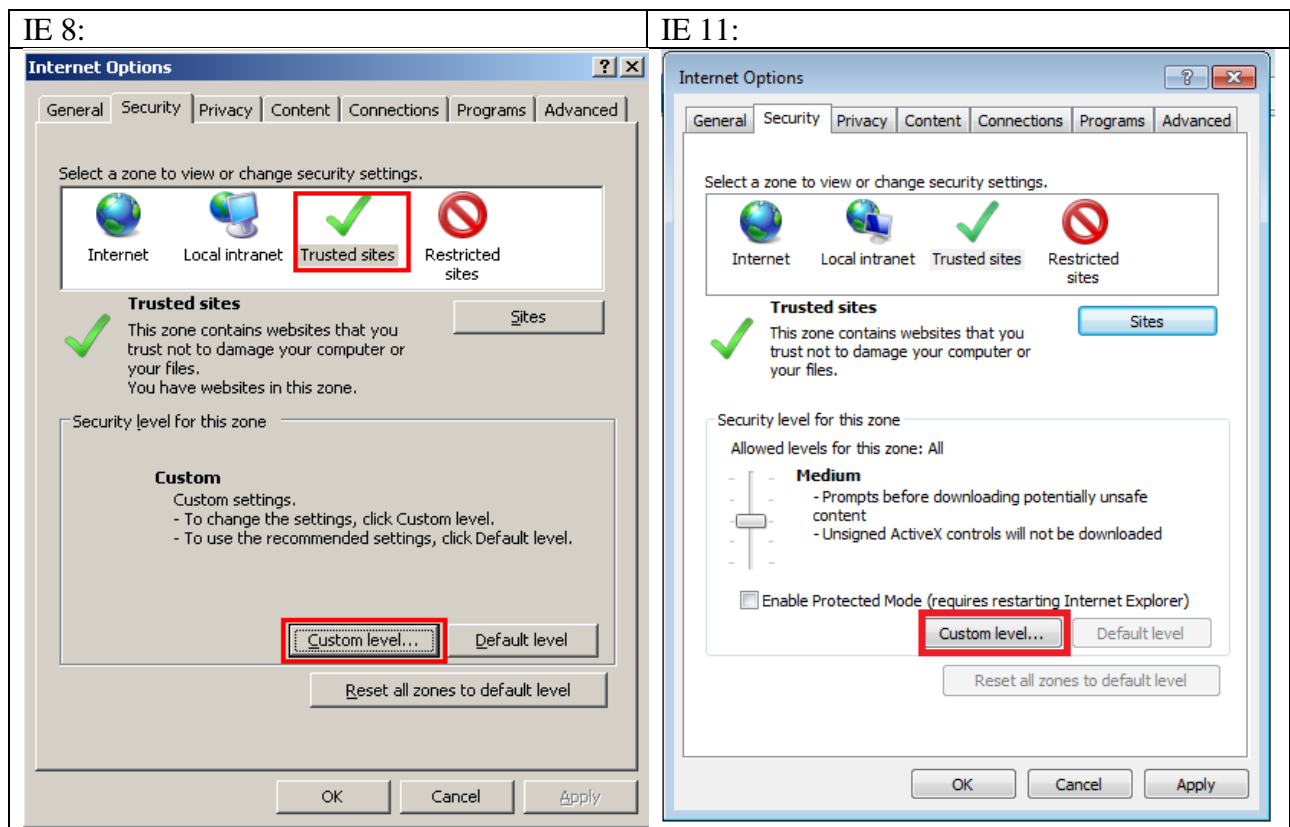 IE 8:
Internet Options
General Security Privacy Content Connections Programs Advanced
Select a zone to view or change security settings.
Internet Local intranet Trusted sites Restricted
sites
Trusted sites
Sites
This zone contains websites that you
trust not to damage your computer or
your files.
You have websites in this zone.
Security level for this zone
Custom
Custom settings.
- To change the settings, click Custom level.
- To use the recommended settings, click Default level.
Custom level... Default level
Reset all zones to default level
OK Cancel Apply
IE 11:
Internet Options
General Security Privacy Content Connections Programs Advanced
Select a zone to view or change security settings.
Internet Local intranet Trusted sites Restricted
sites
Trusted sites
Sites
This zone contains websites that you
trust not to damage your computer or
your files.
Security level for this zone
Allowed levels for this zone: All
Medium
- Prompts before downloading potentially unsafe
content
- Unsigned ActiveX controls will not be downloaded
Enable Protected Mode (requires restarting Internet Explorer)
Custom level... Default level
Reset all zones to default level
OK Cancel Apply